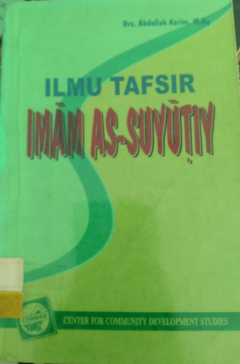 Drs. Abdullah Karim, M.Ag
ILMU TAFSIR
IMĀM AS-SUYŪṬIY
CENTER FOR COMMUNITY DEVELOPMENT STUDIES